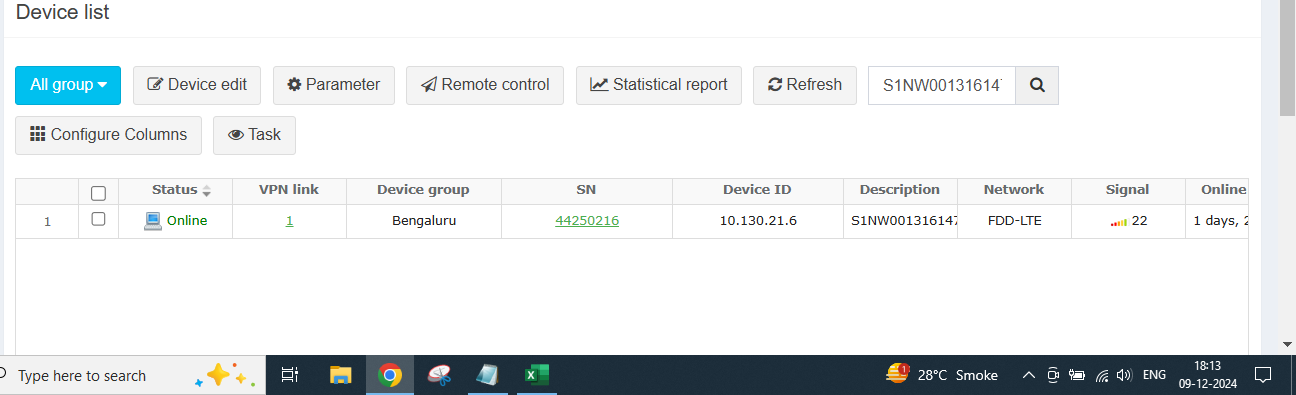 Device list
All group Device edit Parameter Remote control Statistical report Refresh S1NW00131614
Configure Columns Task
Status VPN link Device group SN Device ID Description Network Signal Online
1 Online 1 Bengaluru 44250216 10.130.21.6 S1NW001316147 FDD-LTE 22 1 days,
Type here to search 1 28°C Smoke ENG 18:13
09-12-2024